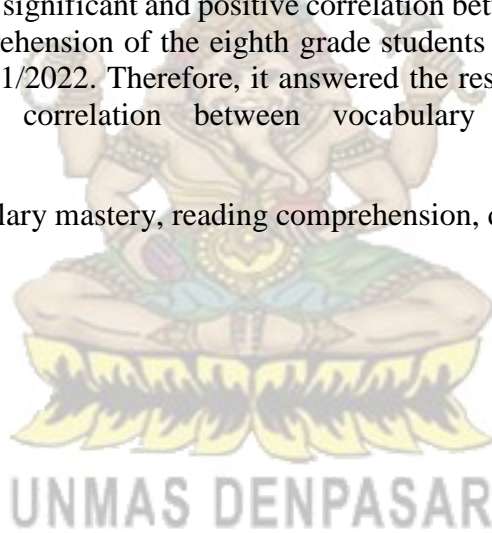 significant and positive correlation bet
rehension of the eighth grade students
1/2022. Therefore, it answered the res
correlation between vocabulary
lary mastery, reading comprehension, c
UNMAS DENPASAR